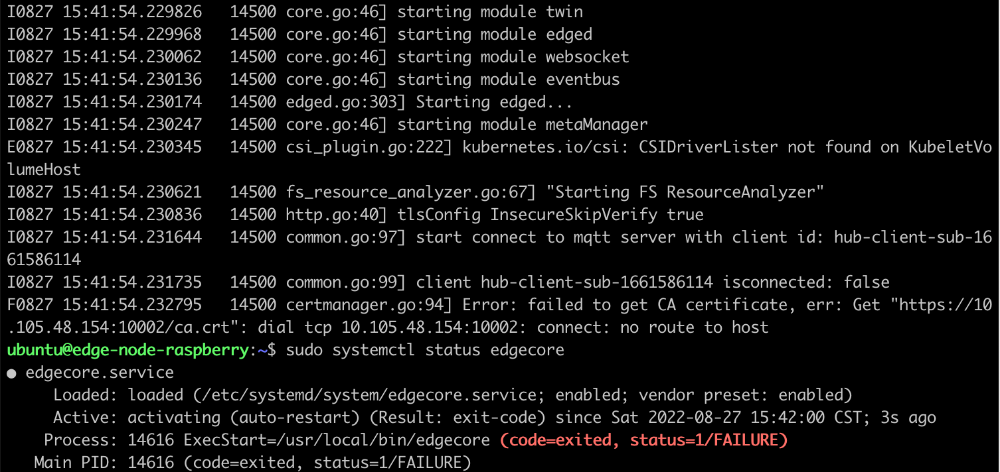 I0827 15:41:54.229826   14500 core.go:46] starting module twin
I0827 15:41:54.229968   14500 core.go:46] starting module edged
I0827 15:41:54.230062   14500 core.go:46] starting module websocket
I0827 15:41:54.230136   14500 core.go:46] starting module eventbus
I0827 15:41:54.230174   14500 edged.go:303] Starting edged...
I0827 15:41:54.230247   14500 core.go:46] starting module metaManager
E0827 15:41:54.230345   14500 csi_plugin.go:222] kubernetes.io/csi: CSIDriverLister not found on KubeletVo
lumeHost
I0827 15:41:54.230621   14500 fs_resource_analyzer.go:67] "Starting FS ResourceAnalyzer"
I0827 15:41:54.230836   14500 http.go:40] tlsConfig InsecureSkipVerify true
I0827 15:41:54.231644   14500 common.go:97] start connect to mqtt server with client id: hub-client-sub-16
61586114
I0827 15:41:54.231735   14500 common.go:99] client hub-client-sub-1661586114 isconnected: false
F0827 15:41:54.232795   14500 certmanager.go:94] Error: failed to get CA certificate, err: Get "https://10
.105.48.154:10002/ca.crt": dial tcp 10.105.48.154:10002: connect: no route to host
ubuntu@edge-node-raspberry:~$ sudo systemctl status edgecore
● edgecore.service
     Loaded: loaded (/etc/systemd/system/edgecore.service; enabled; vendor preset: enabled)
     Active: activating (auto-restart) (Result: exit-code) since Sat 2022-08-27 15:42:00 CST; 3s ago
    Process: 14616 ExecStart=/usr/local/bin/edgecore (code=exited, status=1/FAILURE)
   Main PID: 14616 (code=exited, status=1/FAILURE)